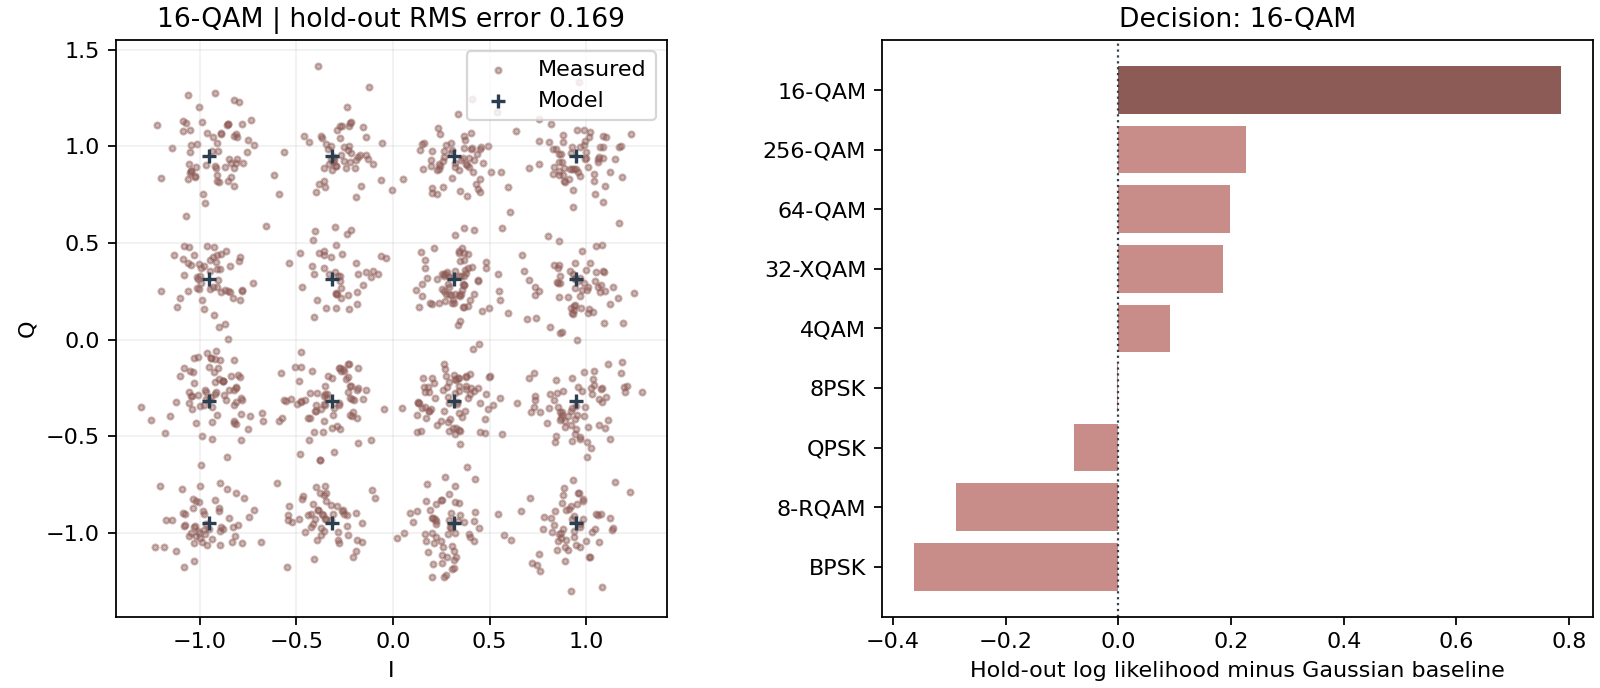 16-QAM | hold-out RMS error 0.169
Measured
Model
1.5
1.0
0.5
0.0
−0.5
−1.0
Q
−1.0
−0.5
0.0
0.5
1.0
I
Decision: 16-QAM
16-QAM
256-QAM
64-QAM
32-XQAM
4QAM
8PSK
QPSK
8-RQAM
BPSK
−0.4
−0.2
0.0
0.2
0.4
0.6
0.8
Hold-out log likelihood minus Gaussian baseline